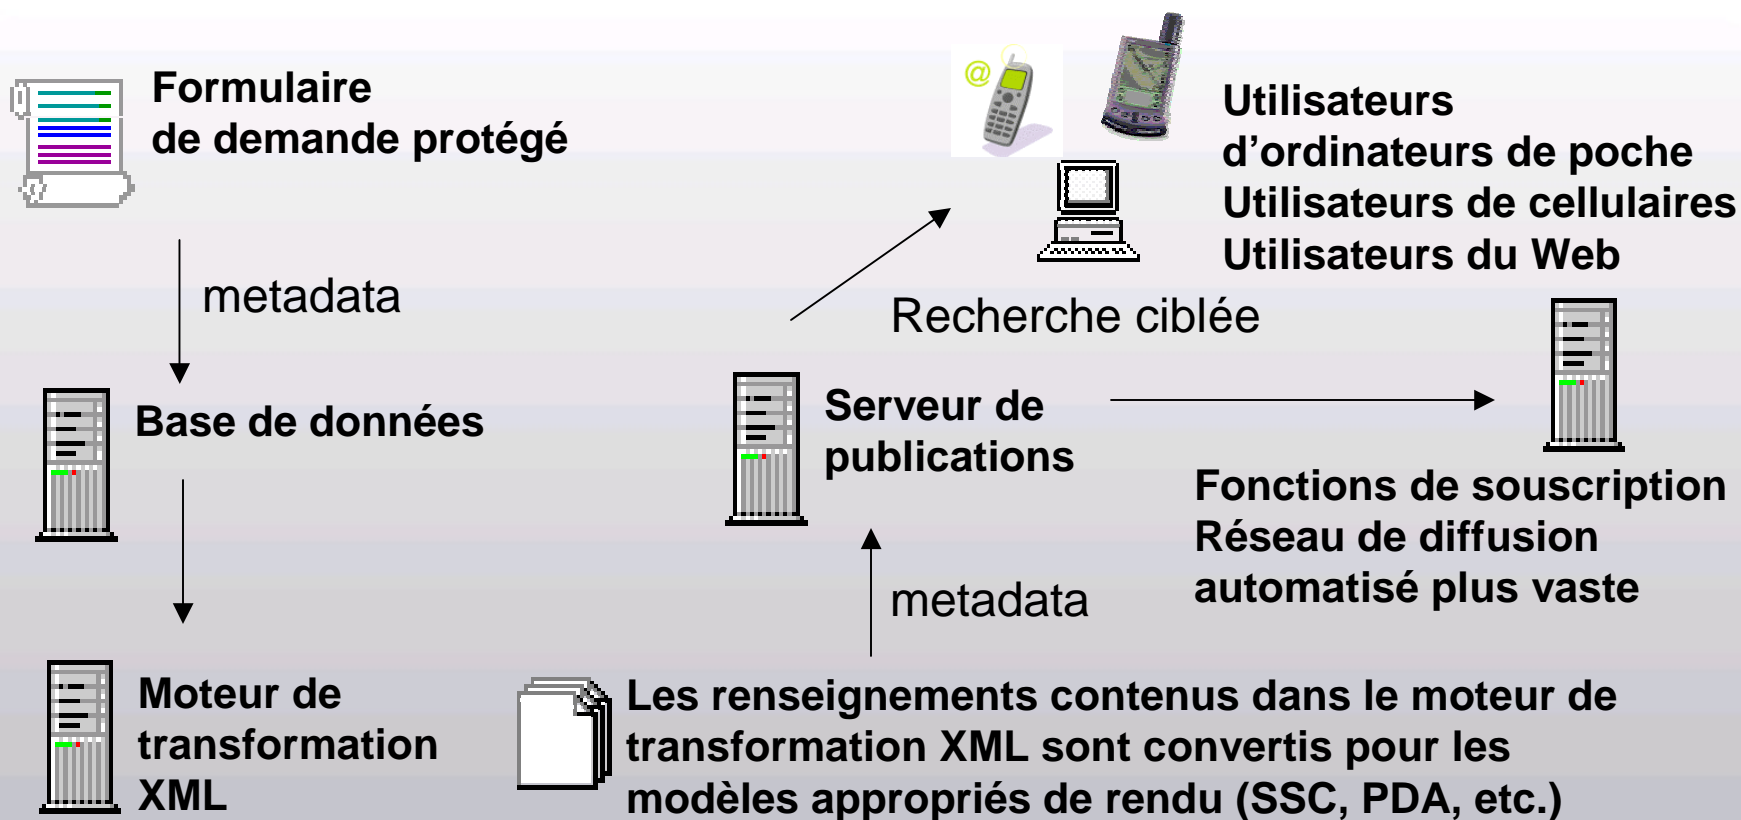 Formulaire
de demande protégé
@
Utilisateurs
d’ordinateurs de poche
Utilisateurs de cellulaires
Utilisateurs du Web
metadata
Recherche ciblée
Base de données
Serveur de
publications
Fonctions de souscription
Réseau de diffusion
automatisé plus vaste
metadata
Moteur de
transformation
XML
Les renseignements contenus dans le moteur de
transformation XML sont convertis pour les
modèles appropriés de rendu (SSC, PDA, etc.)